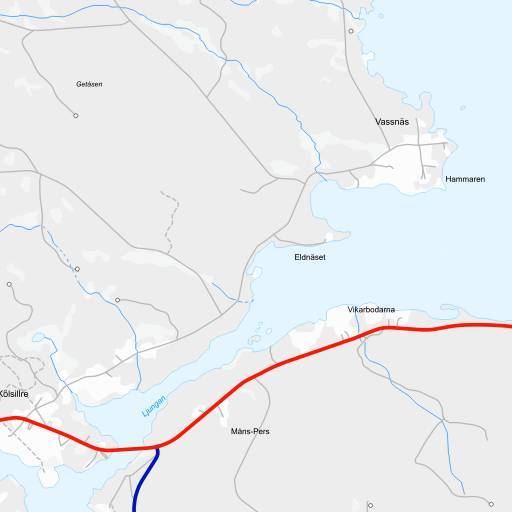 Getåsen
Vassnäs
Hammaren
Eldnäset
Vikarbodarna
Kölsillre
Ljungan
Måns-Pers